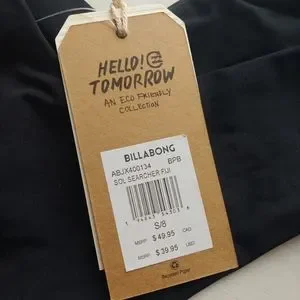 HELLO!
TOMORROW
AN ECO FRIENDLY
COLLECTION
BILLABONG
ABJX400134 BPB
SOL SEARCHER FIJI
S/8
MSRP $49.95 CAD
MSRP $39.95 USD
Recycled Paper